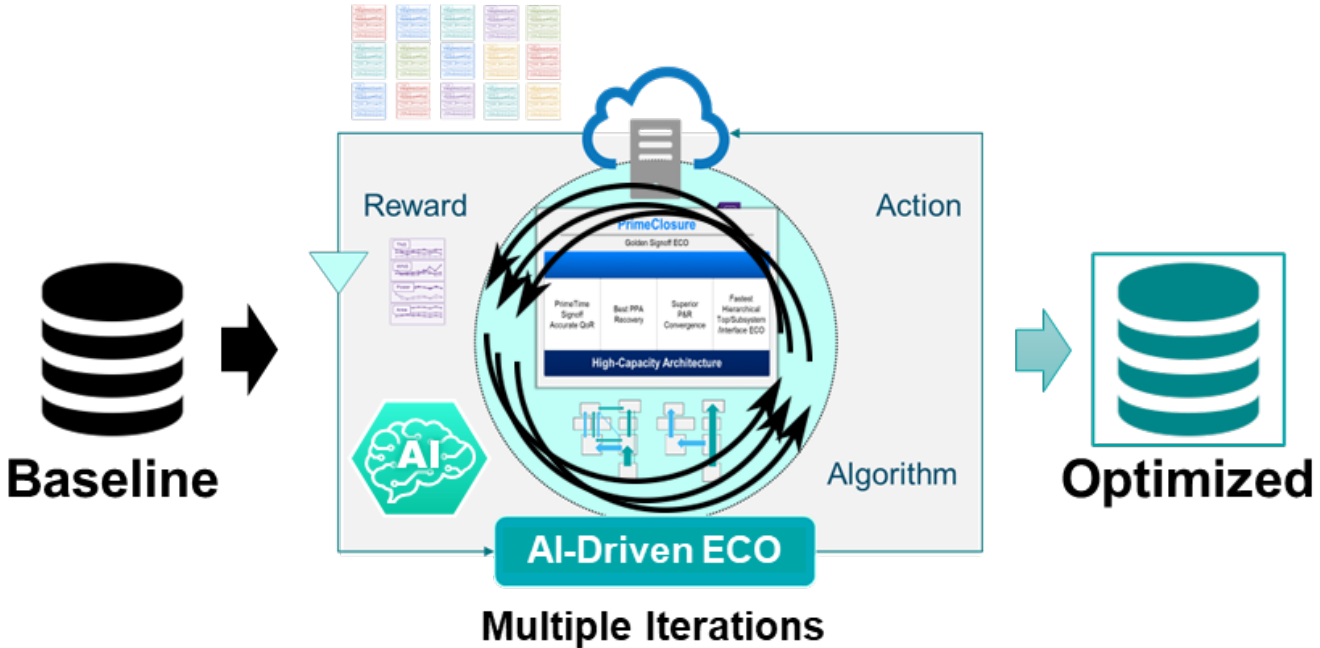 Reward
Action
PrimeClosure
Golden Signoff ECO
PrimeTime
Signoff
Accurate QoR
Best PPA
Recovery
Superior
P&R
Convergence
Fastest
Hierarchical
Top/Subsystem
/Interface ECO
High-Capacity Architecture
AI
Baseline
Algorithm
Optimized
AI-Driven ECO
Multiple Iterations